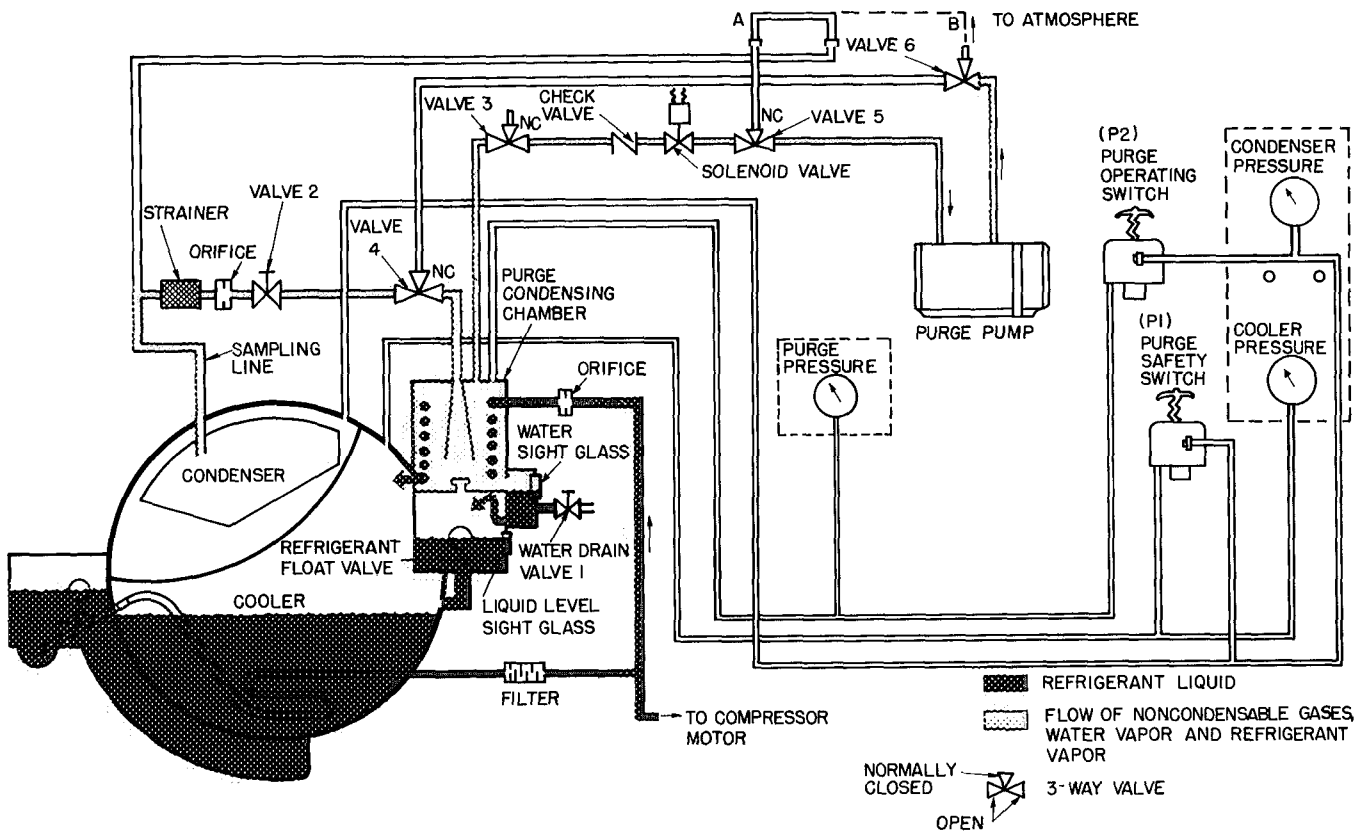 A
B
TO ATMOSPHERE
VALVE 6
VALVE 3
NC
CHECK
VALVE
NC
VALVE 5
SOLENOID VALVE
(P2)
PURGE
OPERATING
SWITCH
CONDENSER
PRESSURE
STRAINER
VALVE 2
ORIFICE
VALVE
4
NC
PURGE
CONDENSING
CHAMBER
PURGE PUMP
SAMPLING
LINE
ORIFICE
PURGE
PRESSURE
(P1)
PURGE
SAFETY
SWITCH
COOLER
PRESSURE
WATER
SIGHT GLASS
CONDENSER
REFRIGERANT
FLOAT VALVE
WATER DRAIN
VALVE 1
COOLER
LIQUID LEVEL
SIGHT GLASS
FILTER
TO COMPRESSOR
MOTOR
REFRIGERANT LIQUID
FLOW OF NONCONDENSABLE GASES,
WATER VAPOR AND REFRIGERANT
VAPOR
NORMALLY
CLOSED
3-WAY VALVE
OPEN